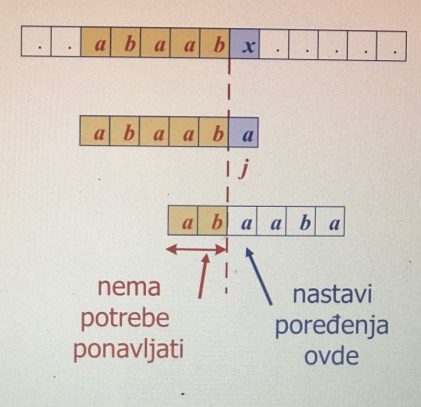 . . a b a a b x . . . . .
a b a a b a
j
a b a a b a
nema
potrebe
ponavljati
nastavi
poređenja
ovde